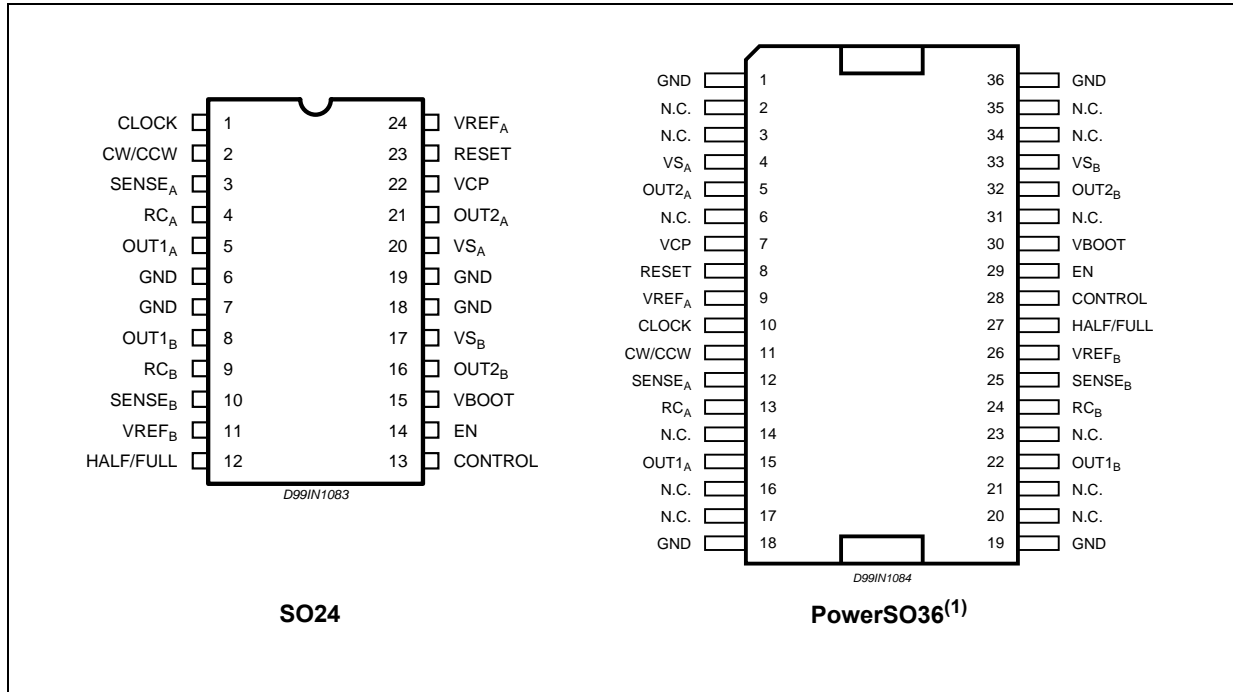 CLOCK 1 24 VREFA
CW/CCW 2 23 RESET
SENSEA 3 22 VCP
RCA 4 21 OUT2A
OUT1A 5 20 VSA
GND 6 19 GND
GND 7 18 GND
OUT1B 8 17 VSB
RCB 9 16 OUT2B
SENSEB 10 15 VBOOT
VREFB 11 14 EN
HALF/FULL 12 13 CONTROL
D99IN1083
SO24
GND 1 36 GND
N.C. 2 35 N.C.
N.C. 3 34 N.C.
VSA 4 33 VSB
OUT2A 5 32 OUT2B
N.C. 6 31 N.C.
VCP 7 30 VBOOT
RESET 8 29 EN
VREFA 9 28 CONTROL
CLOCK 10 27 HALF/FULL
CW/CCW 11 26 VREFB
SENSEA 12 25 SENSEB
RCA 13 24 RCB
N.C. 14 23 N.C.
OUT1A 15 22 OUT1B
N.C. 16 21 N.C.
N.C. 17 20 N.C.
GND 18 19 GND
D99IN1084
PowerSO36(1)